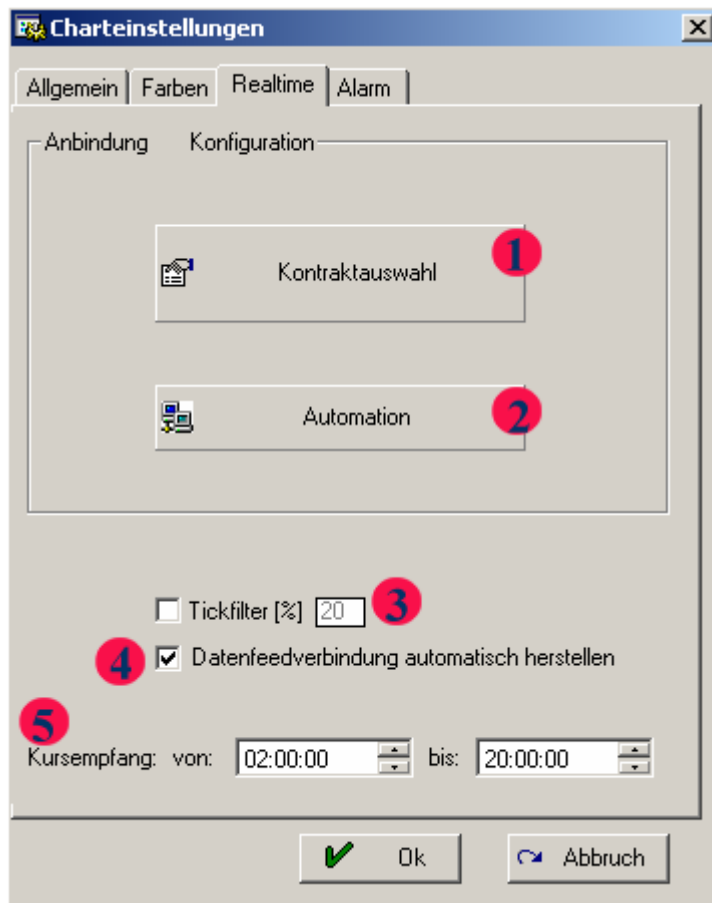 Charteinstellungen
Allgemein Farben Realtime Alarm
Anbindung Konfiguration
1
Kontraktauswahl
2
Automation
Tickfilter [%] 20 3
4 Datenfeedverbindung automatisch herstellen
5
Kursempfang: von: 02:00:00 bis: 20:00:00
Ok Abbruch